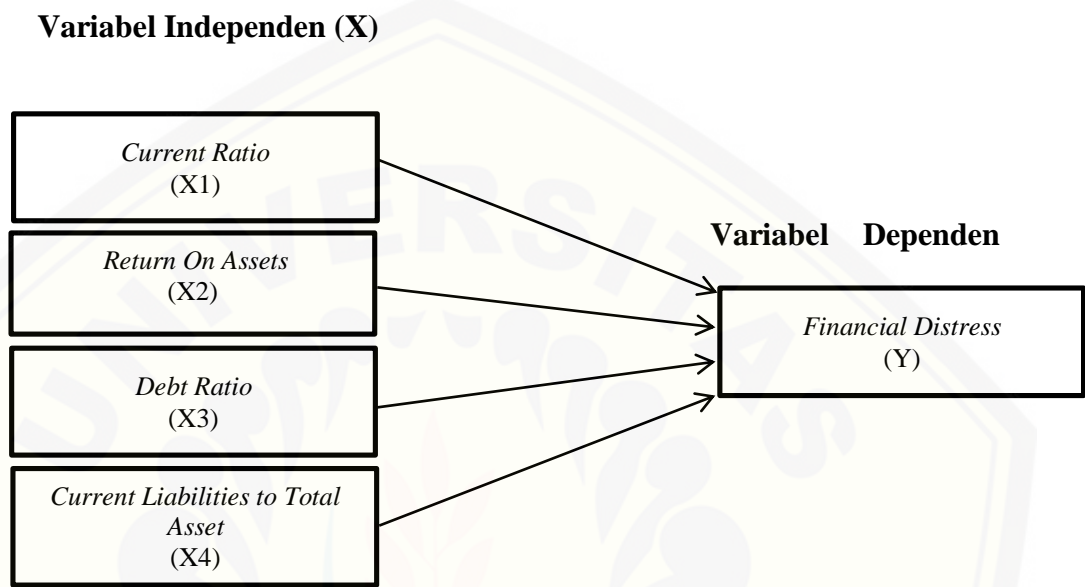 Variabel Independen (X)
Current Ratio
(X1)
Return On Assets
(X2)
Debt Ratio
(X3)
Current Liabilities to Total
Asset
(X4)
Variabel Dependen
Financial Distress
(Y)
UNIVERSITAS